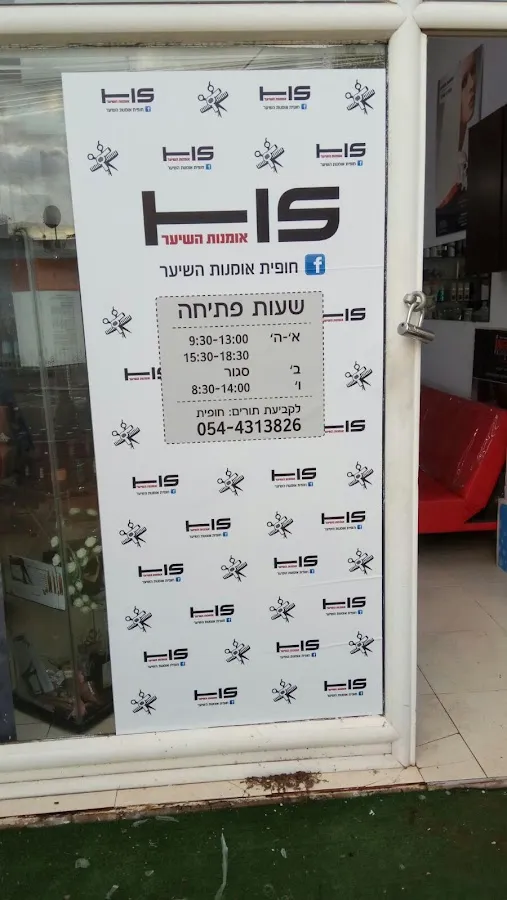 HS
אומנות השיער
חופית אומנות השיער
שעות פתיחה
א׳-ה׳ 9:30-13:00
15:30-18:30
ב׳ סגור
ו׳ 8:30-14:00
לקביעת תורים: חופית
054-4313826